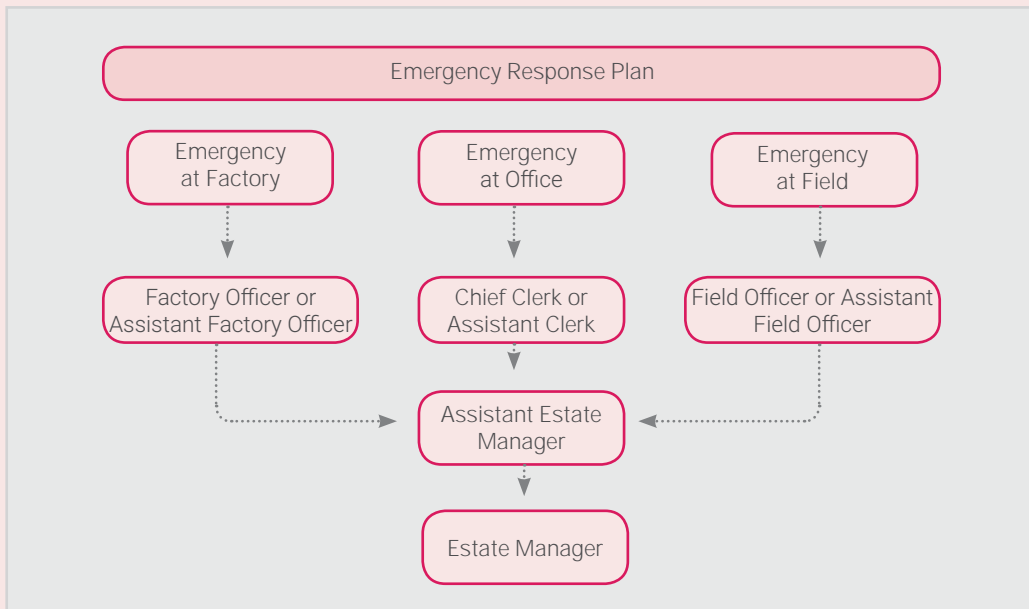 Emergency Response Plan
Emergency
at Factory
Emergency
at Office
Emergency
at Field
Factory Officer or
Assistant Factory Officer
Chief Clerk or
Assistant Clerk
Field Officer or Assistant
Field Officer
Assistant Estate
Manager
Estate Manager